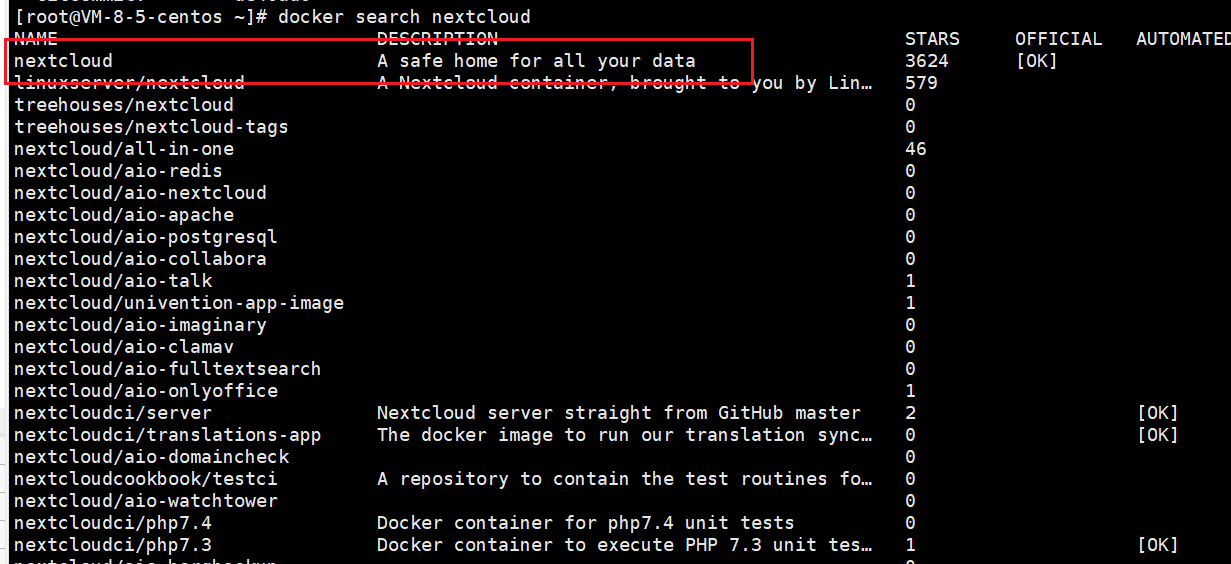 [root@VM-8-5-centos ~]# docker search nextcloud
NAME DESCRIPTION STARS OFFICIAL AUTOMATED
nextcloud A safe home for all your data 3624 [OK]
linuxserver/nextcloud A Nextcloud container, brought to you by Lin… 579
treehouses/nextcloud 0
treehouses/nextcloud-tags 0
nextcloud/all-in-one 46
nextcloud/aio-redis 0
nextcloud/aio-nextcloud 0
nextcloud/aio-apache 0
nextcloud/aio-postgresql 0
nextcloud/aio-collabora 0
nextcloud/aio-talk 1
nextcloud/univention-app-image 1
nextcloud/aio-imaginary 0
nextcloud/aio-clamav 0
nextcloud/aio-fulltextsearch 0
nextcloud/aio-onlyoffice 1
nextcloudci/server Nextcloud server straight from GitHub master 2 [OK]
nextcloudci/translations-app The docker image to run our translation sync… 0 [OK]
nextcloud/aio-domaincheck 0
nextcloudcookbook/testci A repository to contain the test routines fo… 0
nextcloud/aio-watchtower 0
nextcloudci/php7.4 Docker container for php7.4 unit tests 0
nextcloudci/php7.3 Docker container to execute PHP 7.3 unit tes… 1 [OK]